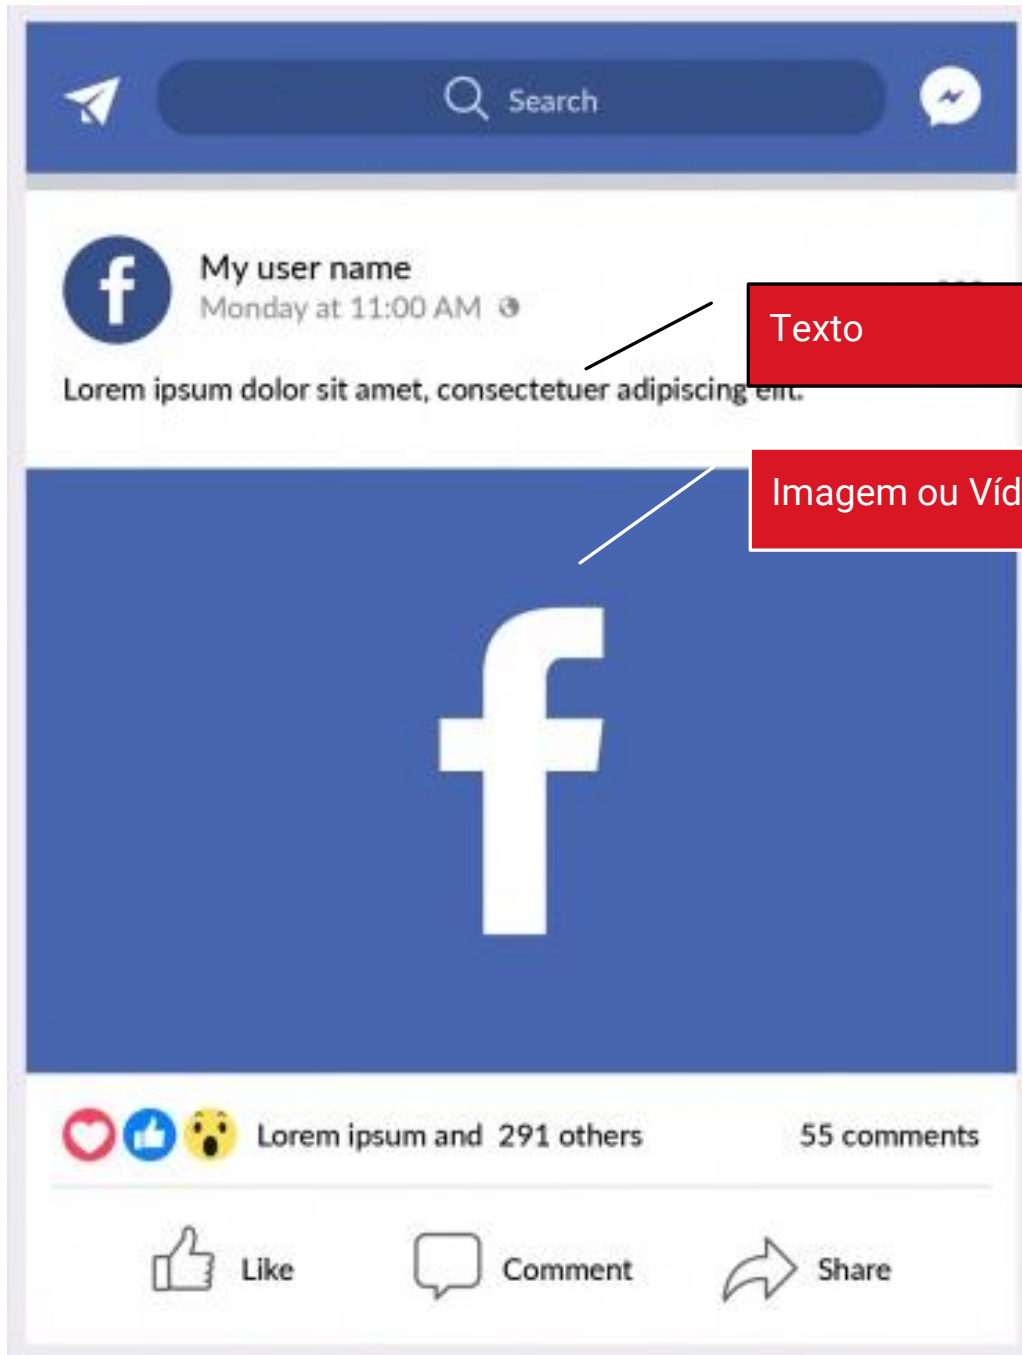 Search
My user name
Monday at 11:00 AM
Texto
Lorem ipsum dolor sit amet, consectetuer adipiscing elit.
Imagem ou Víd
f
Lorem ipsum and 291 others
55 comments
Like
Comment
Share